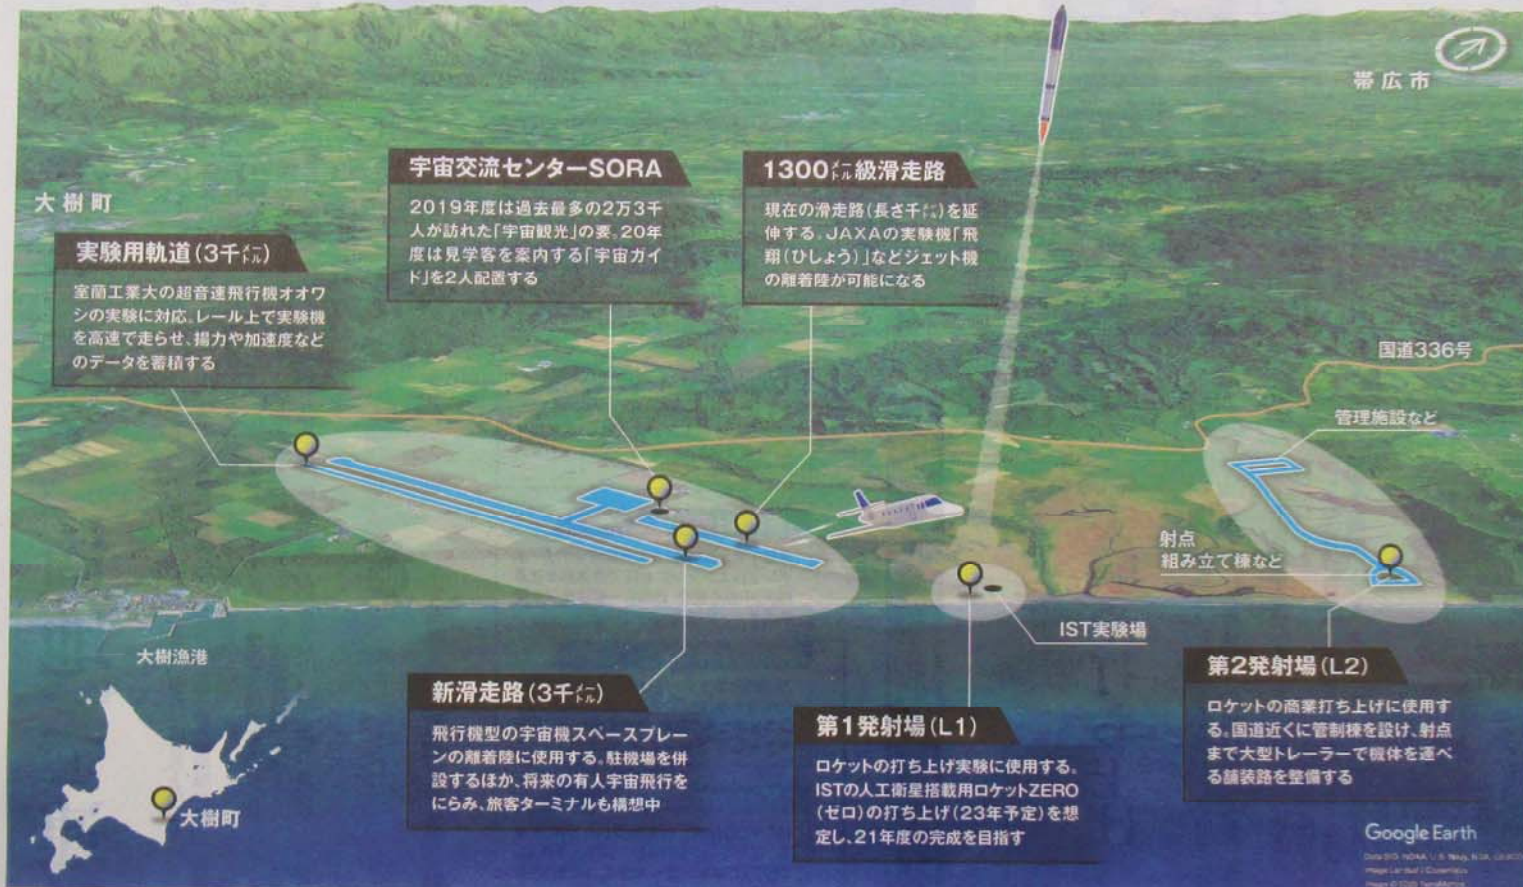 帯広市
大樹町
宇宙交流センターSORA
2019年度は過去最多の2万3千
人が訪れた「宇宙観光」の要。20年
度は見学客を案内する「宇宙ガイ
ド」を2人配置する
1300メートル級滑走路
現在の滑走路(長さ千メートル)を延
伸する。JAXAの実験機「飛
翔(ひしょう)」などジェット機
の離着陸が可能になる
実験用軌道(3千メートル)
室蘭工業大の超音速飛行機オオワ
シの実験に対応。レール上で実験機
を高速で走らせ、揚力や加速度など
のデータを蓄積する
国道336号
管理施設など
射点
組み立て棟など
IST実験場
大樹漁港
新滑走路(3千メートル)
飛行機型の宇宙機スペースプレー
ンの離着陸に使用する。駐機場を併
設するほか、将来の有人宇宙飛行を
にらみ、旅客ターミナルも構想中
第1発射場(L1)
ロケットの打ち上げ実験に使用する。
ISTの人工衛星搭載用ロケットZERO
(ゼロ)の打ち上げ(23年予定)を想
定し、21年度の完成を目指す
第2発射場(L2)
ロケットの商業打ち上げに使用す
る。国道近くに管制棟を設け、射点
まで大型トレーラーで機体を運べ
る舗装路を整備する
大樹町
Google Earth